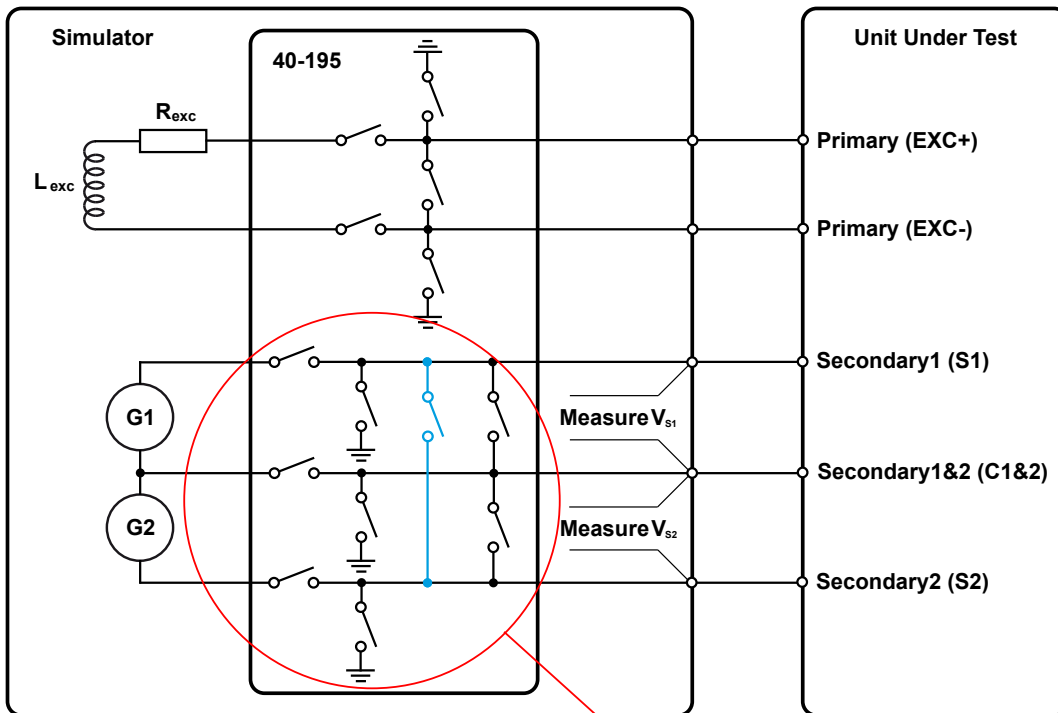 Simulator
Unit Under Test
40-195
Rexc
Primary (EXC+)
Lexc
Primary (EXC-)
Secondary1 (S1)
G1
Measure VS1
Secondary1&2 (C1&2)
G2
Measure VS2
Secondary2 (S2)